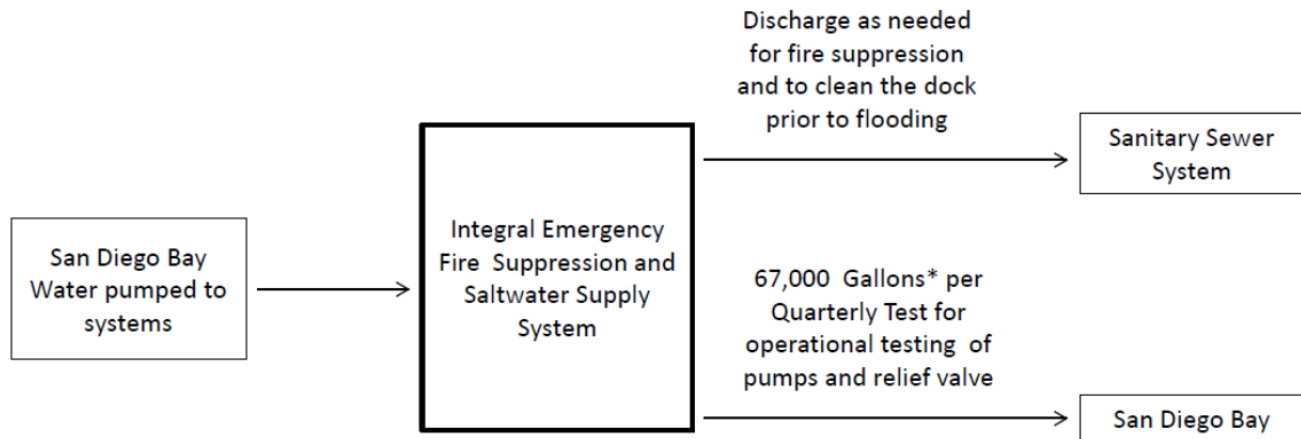 Discharge as needed
for fire suppression
and to clean the dock
prior to flooding
Sanitary Sewer
System
San Diego Bay
Water pumped to
systems
Integral Emergency
Fire Suppression and
Saltwater Supply
System
67,000 Gallons* per
Quarterly Test for
operational testing of
pumps and relief valve
San Diego Bay